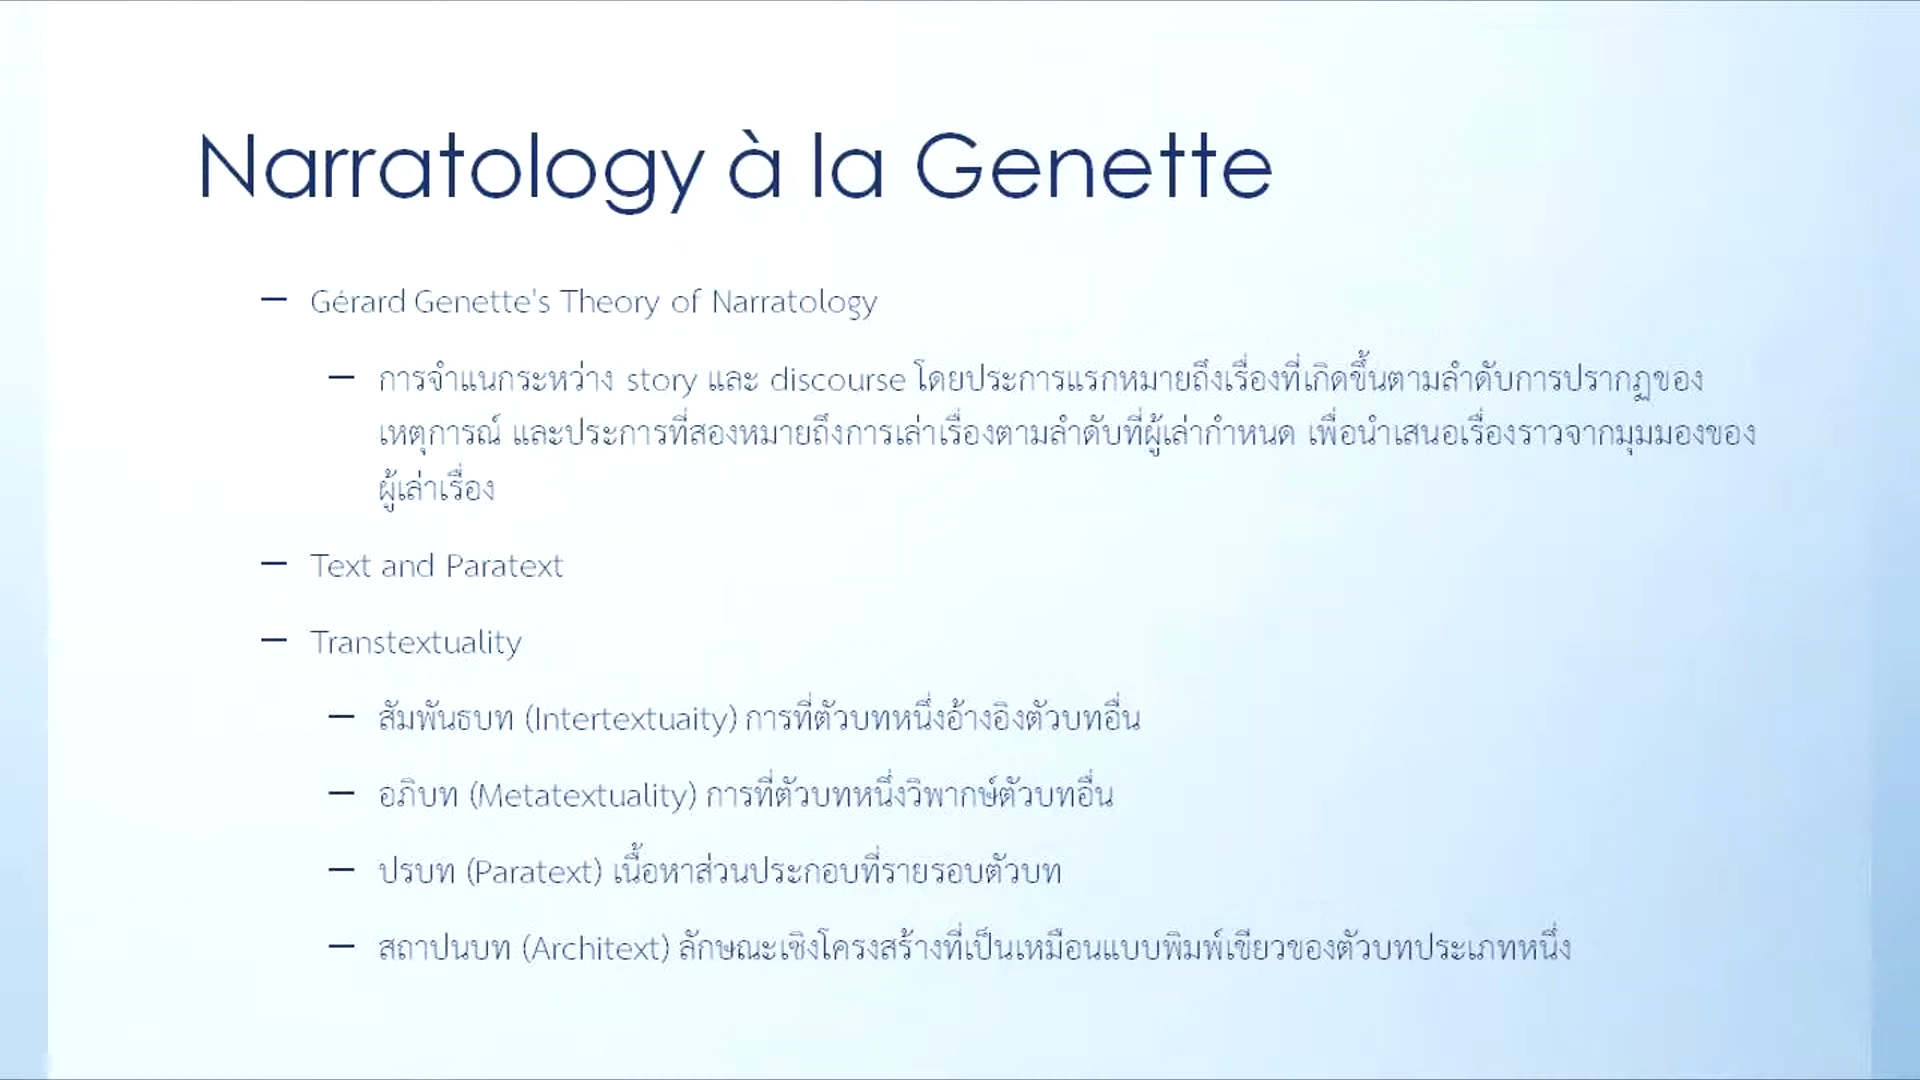 Narratology à la Genette
— Gérard Genette's Theory of Narratology
— การจำแนกระหว่าง story และ discourse โดยประการแรกหมายถึงเรื่องที่เกิดขึ้นตามลำดับการปรากฏของ
เหตุการณ์ และประการที่สองหมายถึงการเล่าเรื่องตามลำดับที่ผู้เล่ากำหนด เพื่อนำเสนอเรื่องราวจากมุมมองของ
ผู้เล่าเรื่อง
— Text and Paratext
— Transtextuality
— สัมพันธบท (Intertextuaity) การที่ตัวบทหนึ่งอ้างอิงตัวบทอื่น
— อภิบท (Metatextuality) การที่ตัวบทหนึ่งวิพากษ์ตัวบทอื่น
— ปรบท (Paratext) เนื้อหาส่วนประกอบที่รายรอบตัวบท
— สถาปนบท (Architext) ลักษณะเชิงโครงสร้างที่เป็นเหมือนแบบพิมพ์เขียวของตัวบทประเภทหนึ่ง